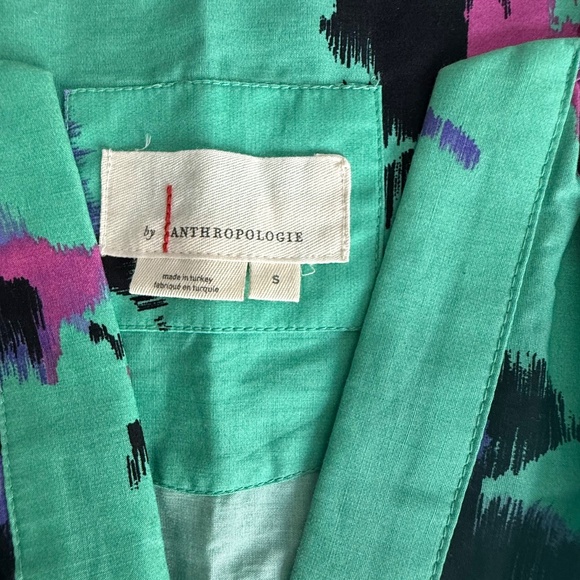 by ANTHROPOLOGIE
made in turkey
fabriqué en turquie
S